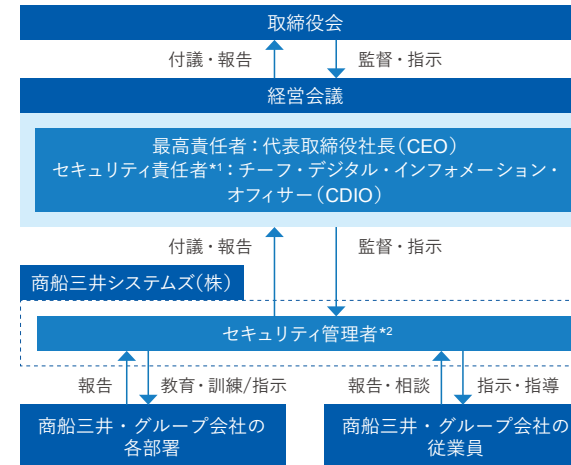 取締役会
付議・報告
監督・指示
経営会議
最高責任者：代表取締役社長（CEO）
セキュリティ責任者*1：チーフ・デジタル・インフォメーション・
オフィサー（CDIO）
付議・報告
監督・指示
商船三井システムズ（株）
セキュリティ管理者*2
報告
教育・訓練/指示
報告・相談
指示・指導
商船三井・グループ会社の
各部署
商船三井・グループ会社の
従業員